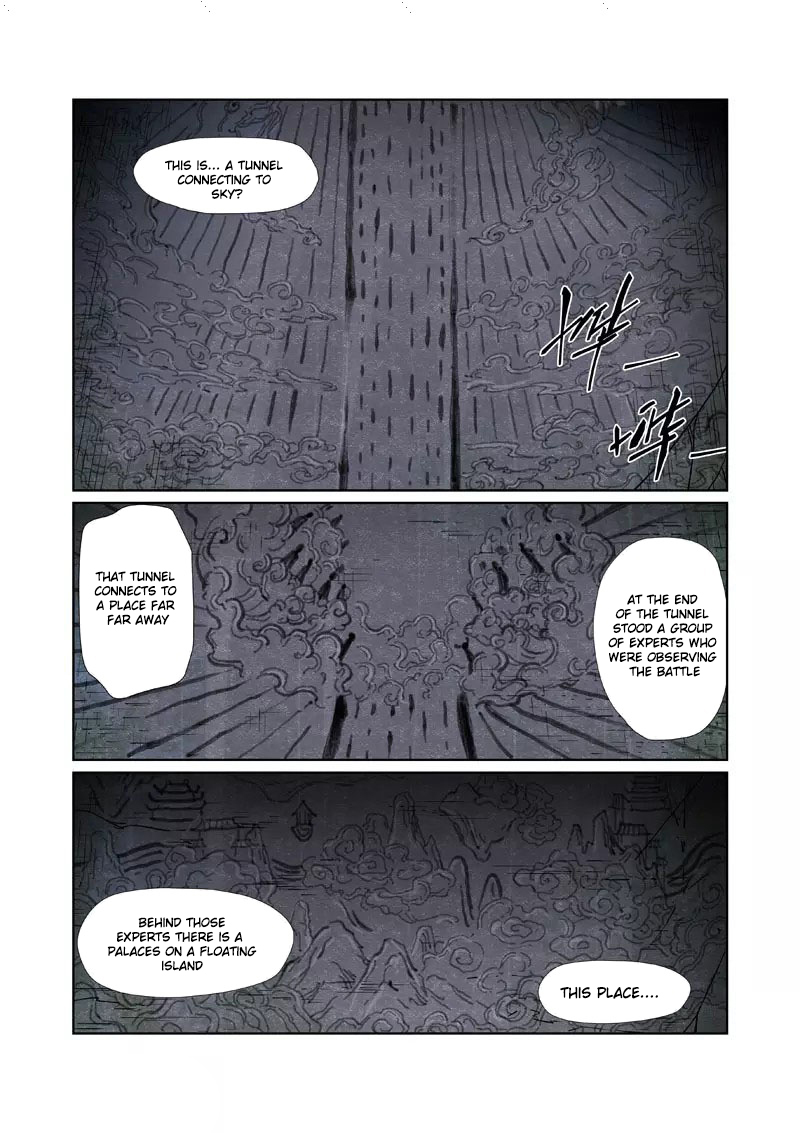 THIS IS... A TUNNEL
CONNECTING TO
SKY?
AT THE END
OF THE TUNNEL
STOOD A GROUP
OF EXPERTS WHO
WERE OBSERVING
THE BATTLE
THAT TUNNEL
CONNECTS TO
A PLACE FAR
FAR AWAY
BEHIND THOSE
EXPERTS THERE IS A
PALACES ON A FLOATING
ISLAND
THIS PLACE....